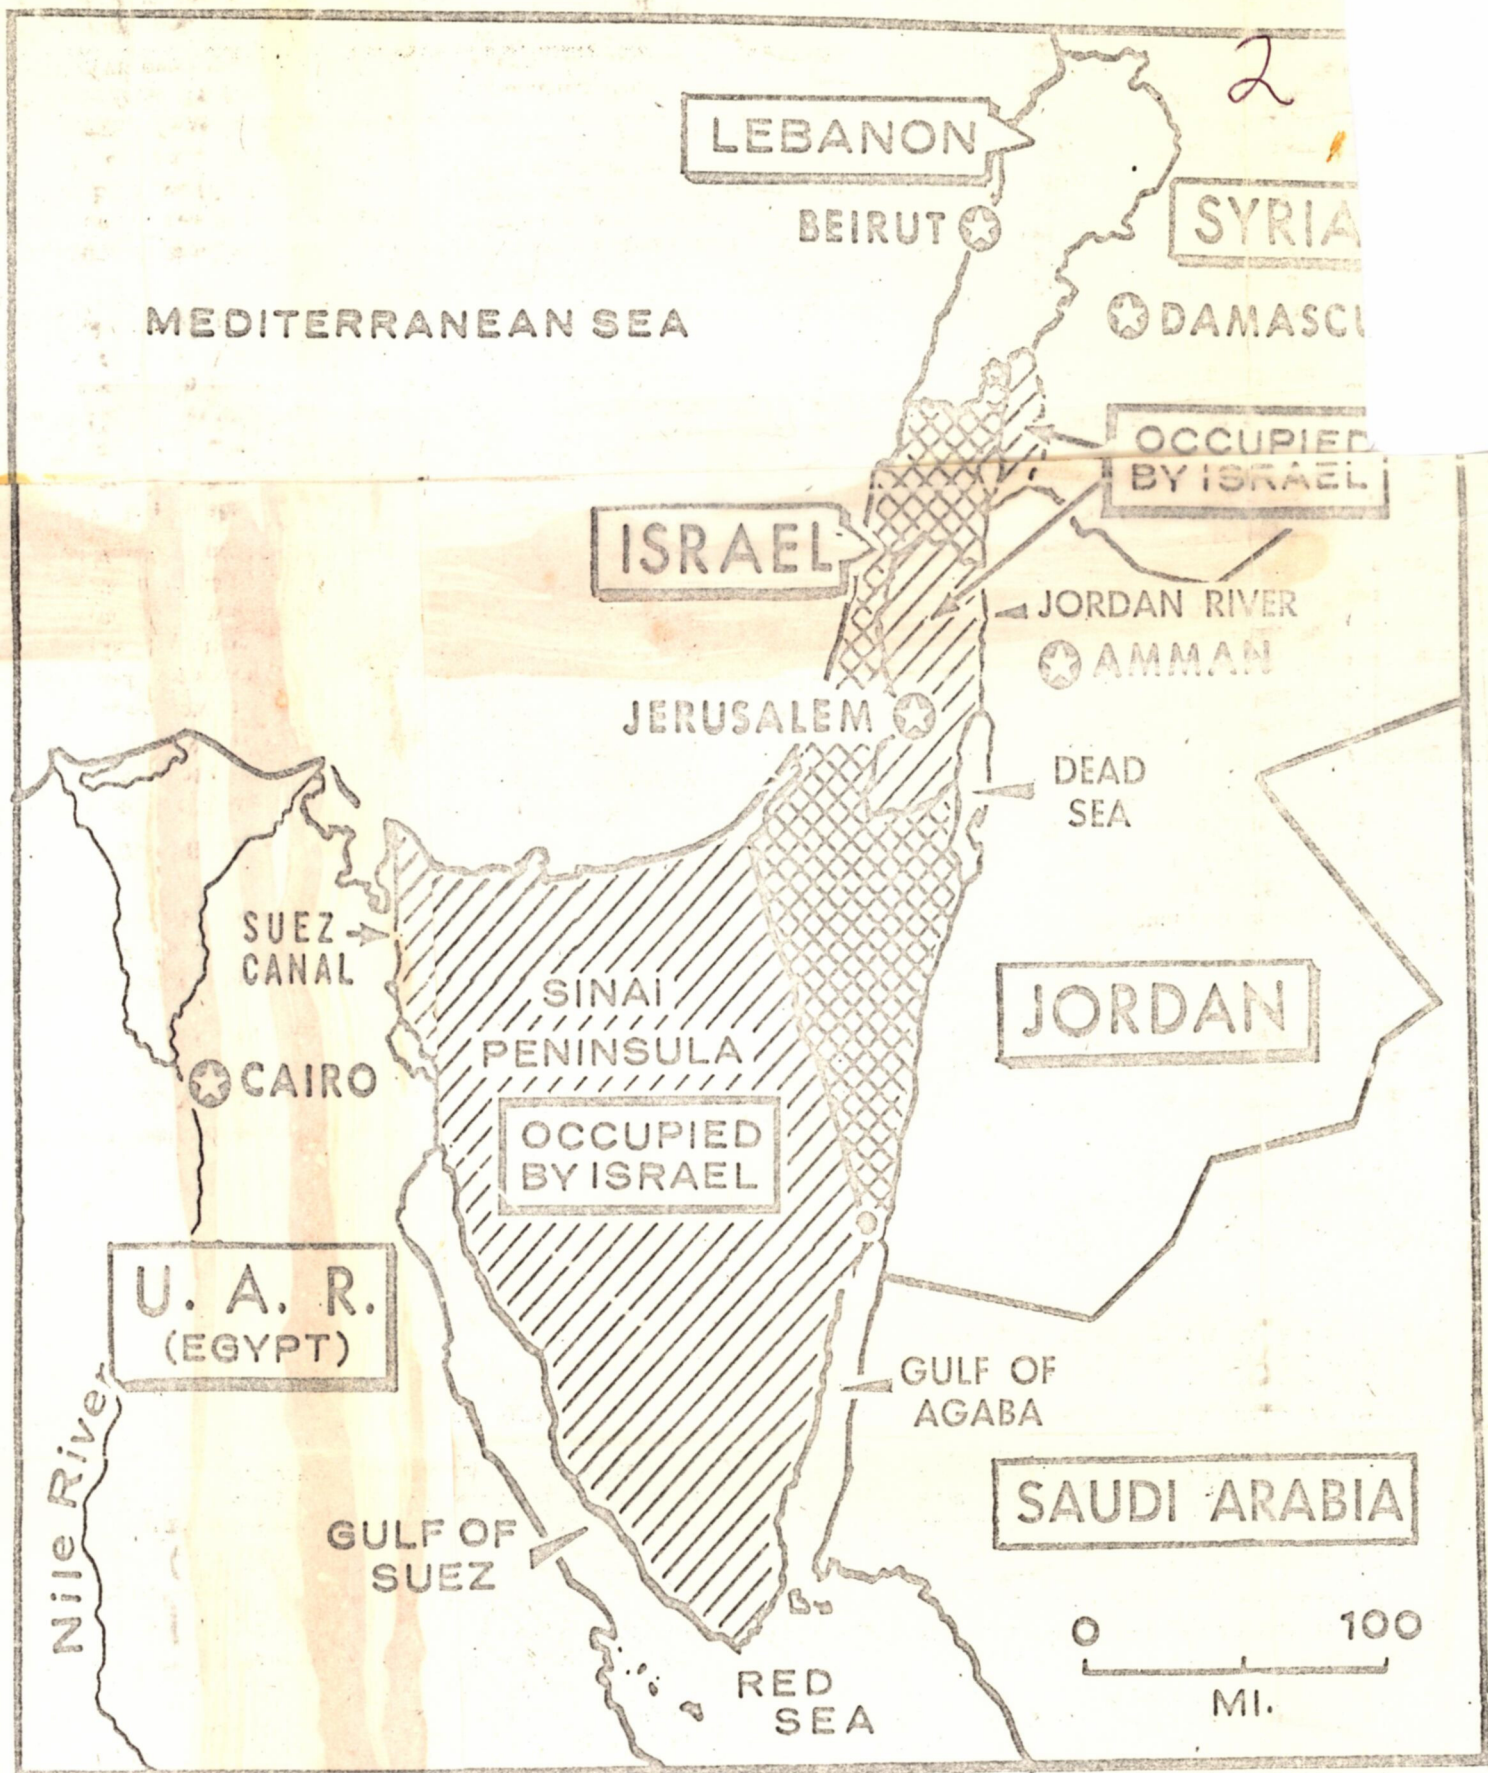 2
LEBANON
SYRIA
BEIRUT
MEDITERRANEAN SEA
DAMASCU
OCCUPIED
BY ISRAEL
ISRAEL
JORDAN RIVER
AMMAN
JERUSALEM
DEAD
SEA
SUEZ
CANAL
SINAI
PENINSULA
JORDAN
CAIRO
OCCUPIED
BY ISRAEL
U. A. R.
(EGYPT)
GULF OF
AGABA
Nile River
SAUDI ARABIA
GULF OF
SUEZ
0 100
MI.
RED
SEA